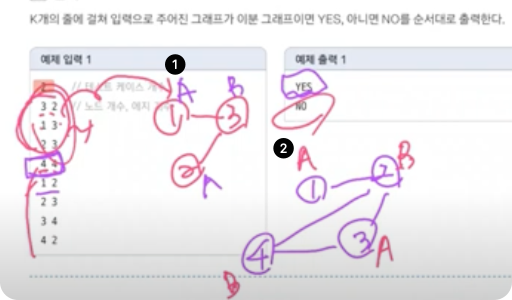 K개의 줄에 걸쳐 입력으로 주어진 그래프가 이분 그래프이면 YES, 아니면 NO를 순서대로 출력한다.
예제 입력 1
예제 출력 1
1
2
// 테스트 케이스 개수
3 2 // 노드 개수, 에지 개수
1 3
2 3
4 4
1 2
2 3
3 4
4 2
YES
NO
A
B
1
3
2
A
A
B
1
2
4
3
B
A